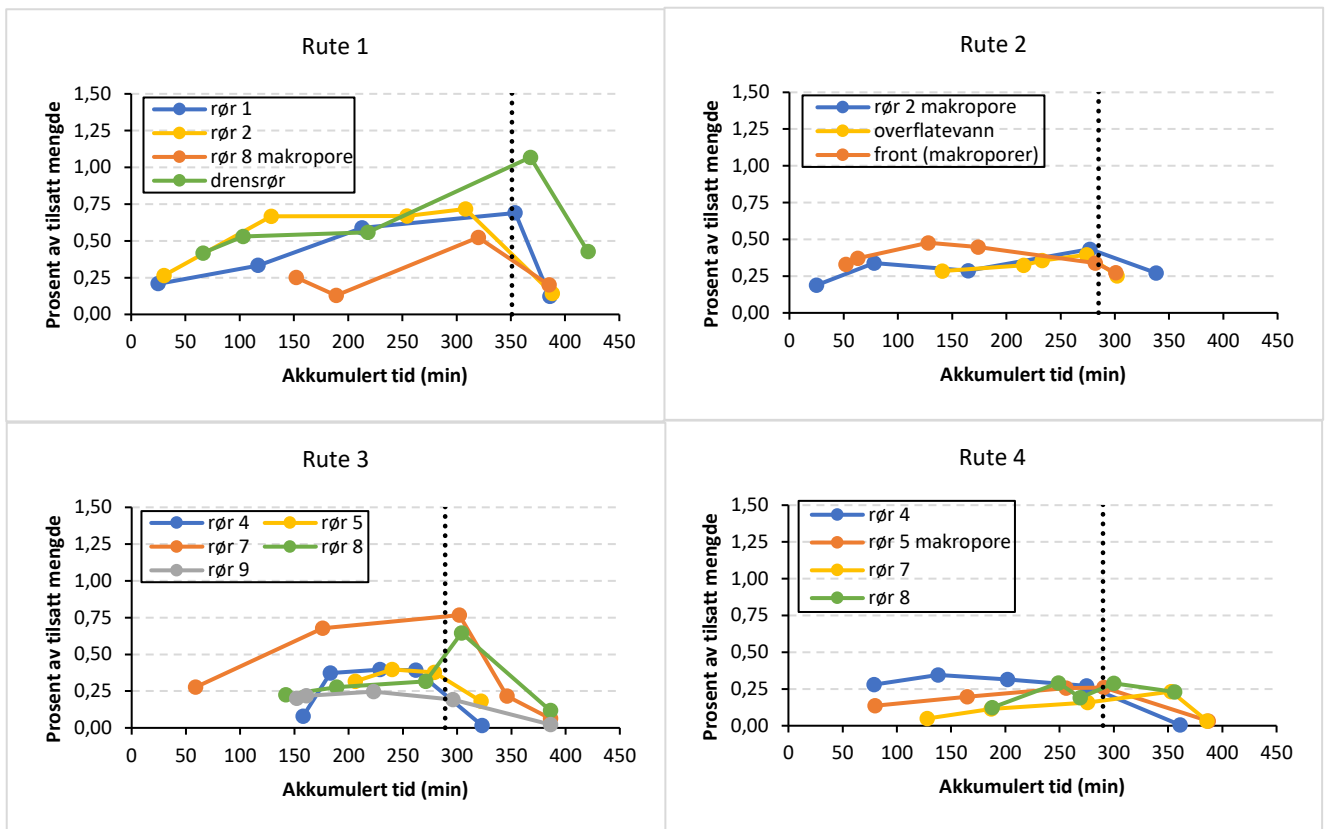 Rute 1
Prosent av tilsatt mengde
1,50
1,25
1,00
0,75
0,50
0,25
0,00
rør 1
rør 2
rør 8 makropore
drensrør
0 50 100 150 200 250 300 350 400 450
Akkumulert tid (min)
Rute 2
Prosent av tilsatt mengde
1,50
1,25
1,00
0,75
0,50
0,25
0,00
rør 2 makropore
overflatevann
front (makroporer)
0 50 100 150 200 250 300 350 400 450
Akkumulert tid (min)
Rute 3
Prosent av tilsatt mengde
1,50
1,25
1,00
0,75
0,50
0,25
0,00
rør 4 rør 5
rør 7 rør 8
rør 9
0 50 100 150 200 250 300 350 400 450
Akkumulert tid (min)
Rute 4
Prosent av tilsatt mengde
1,50
1,25
1,00
0,75
0,50
0,25
0,00
rør 4
rør 5 makropore
rør 7
rør 8
0 50 100 150 200 250 300 350 400 450
Akkumulert tid (min)